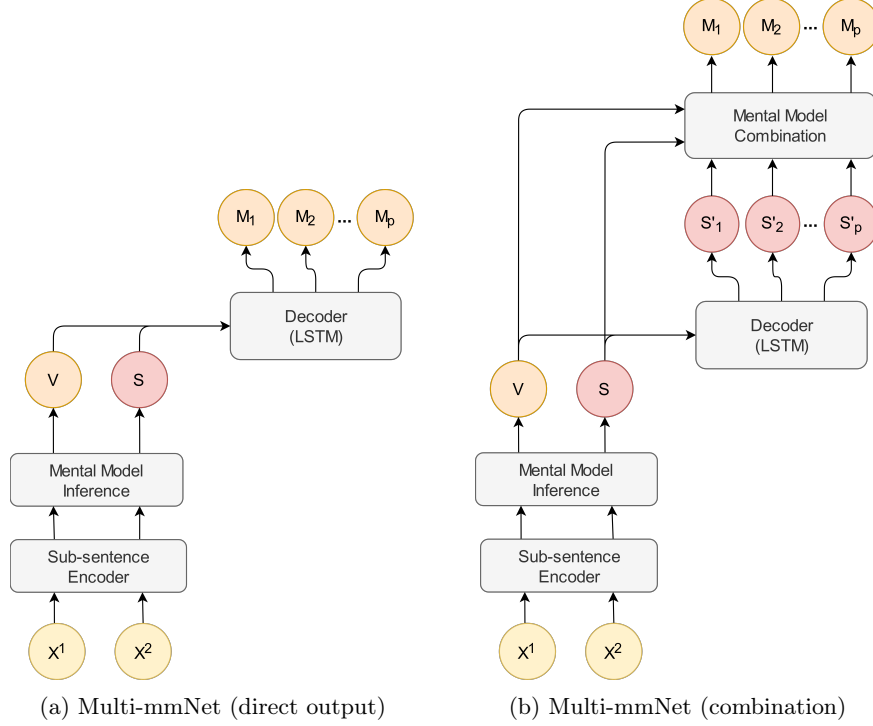 M1 M2 ... Mp
Decoder
(LSTM)
V S
Mental Model
Inference
Sub-sentence
Encoder
X1 X2
(a) Multi-mmNet (direct output)
M1 M2 ... Mp
Mental Model
Combination
S'1 S'2 ... S'p
Decoder
(LSTM)
V S
Mental Model
Inference
Sub-sentence
Encoder
X1 X2
(b) Multi-mmNet (combination)